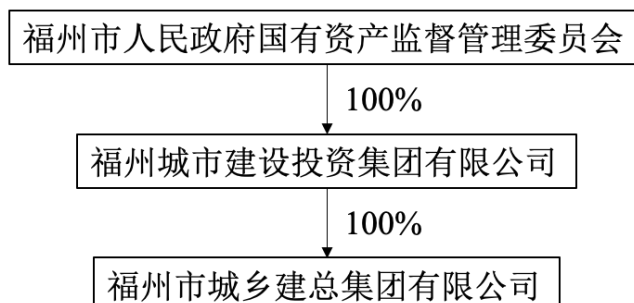 福州市人民政府国有资产监督管理委员会
100%
福州城市建设投资集团有限公司
100%
福州市城乡建总集团有限公司